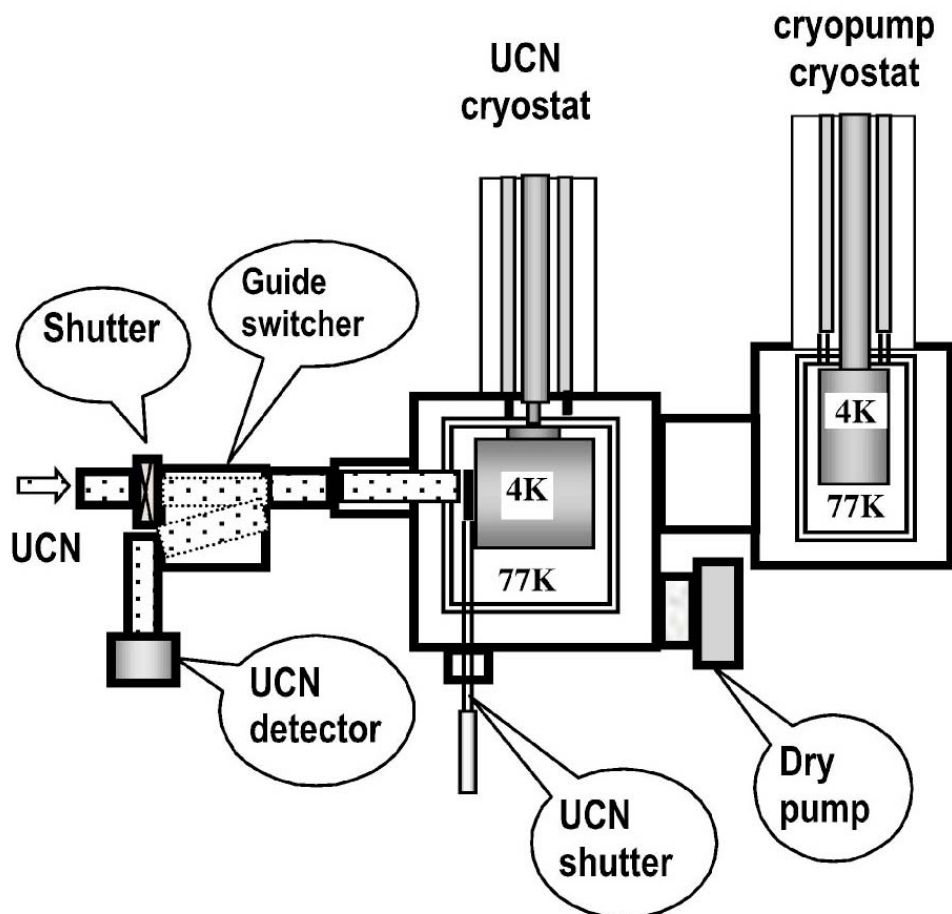 cryopump
cryostat
UCN
cryostat
Guide
switcher
Shutter
4K
4K
77K
UCN
77K
UCN
detector
Dry
pump
UCN
shutter